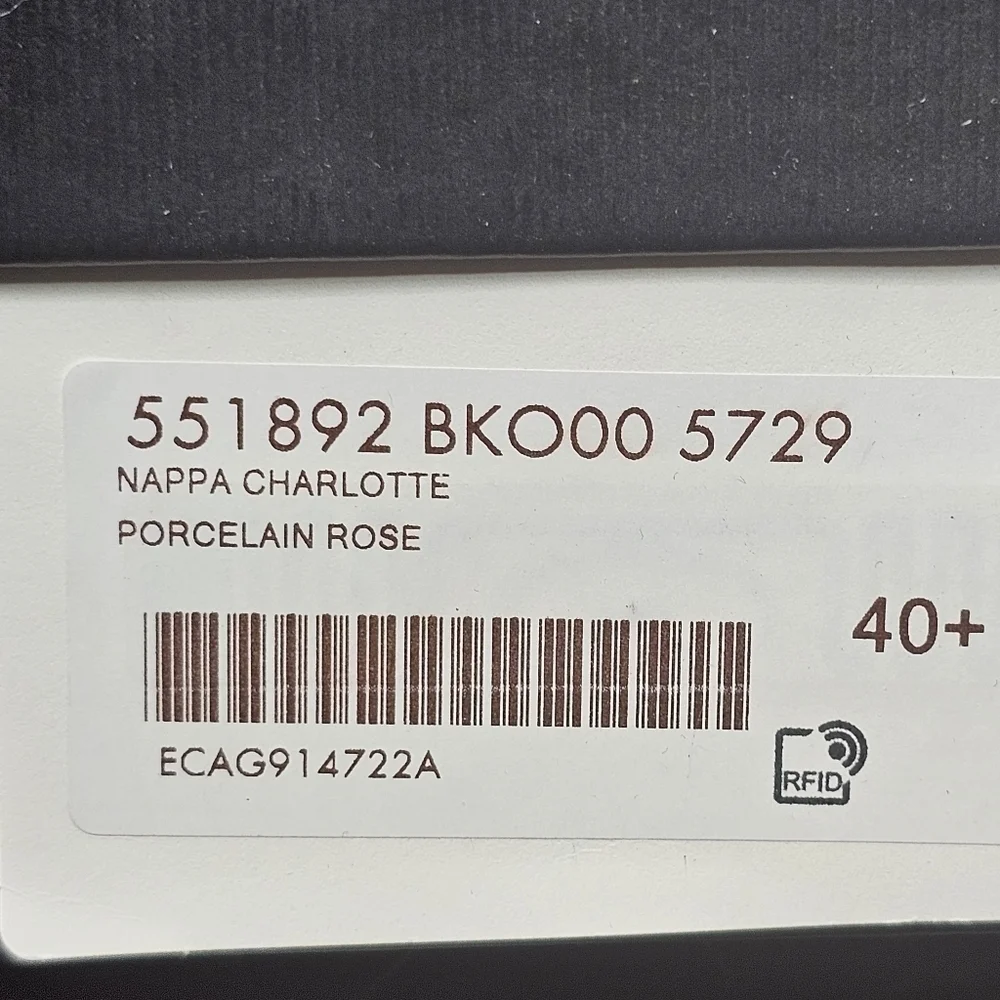 551892 BKO00 5729
NAPPA CHARLOTTE
PORCELAIN ROSE
40+
ECAG914722A
RFID